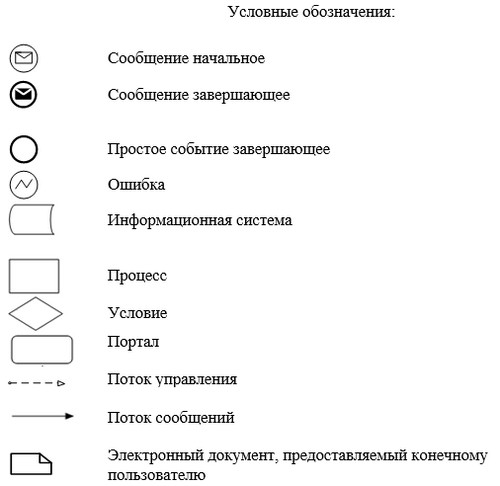 Условные обозначения:
Сообщение начальное
Сообщение завершающее
Простое событие завершающее
Ошибка
Информационная система
Процесс
Условие
Портал
Поток управления
Поток сообщений
Электронный документ, предоставляемый конечному
пользователю